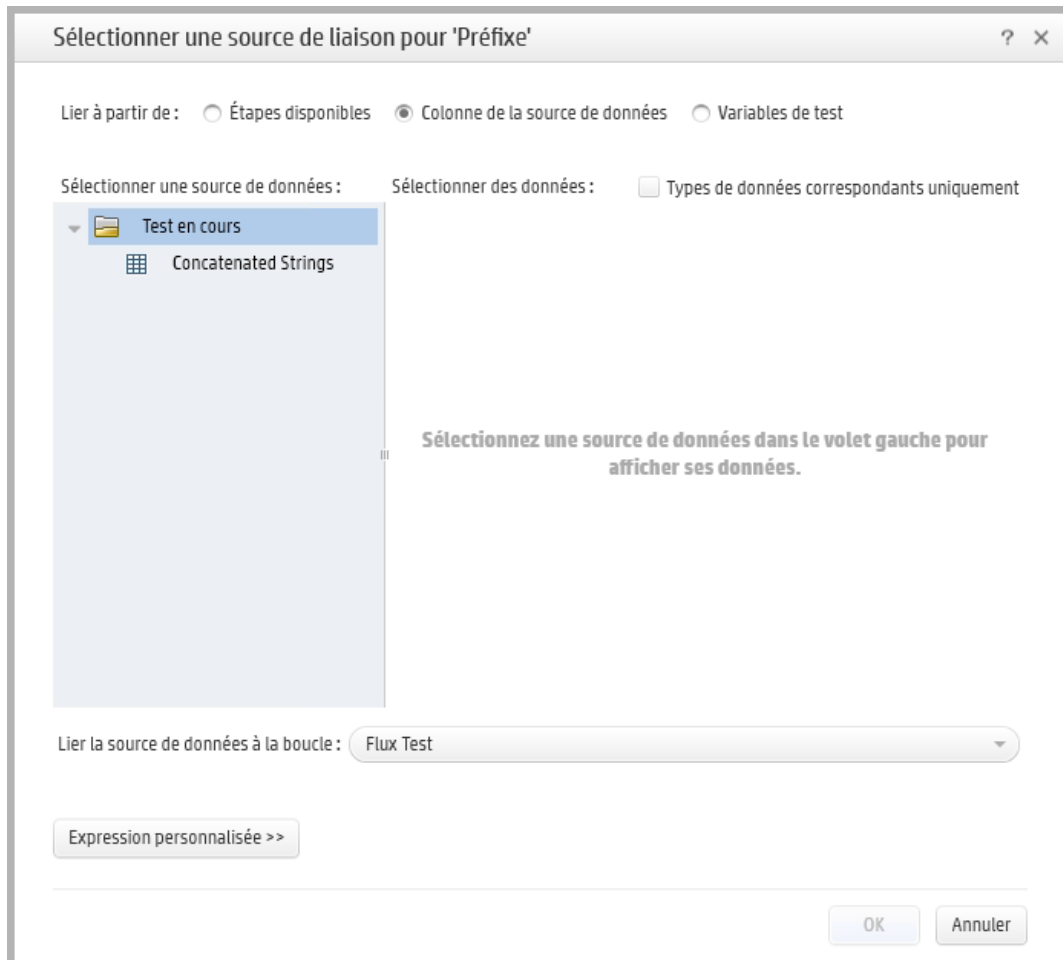 Sélectionner une source de liaison pour 'Préfixe'
Lier à partir de : Étapes disponibles Colonne de la source de données Variables de test
Sélectionner une source de données : Sélectionner des données : Types de données correspondants uniquement
Test en cours
Concatenated Strings
Sélectionnez une source de données dans le volet gauche pour
afficher ses données.
Lier la source de données à la boucle : Flux Test
Expression personnalisée >>
OK Annuler